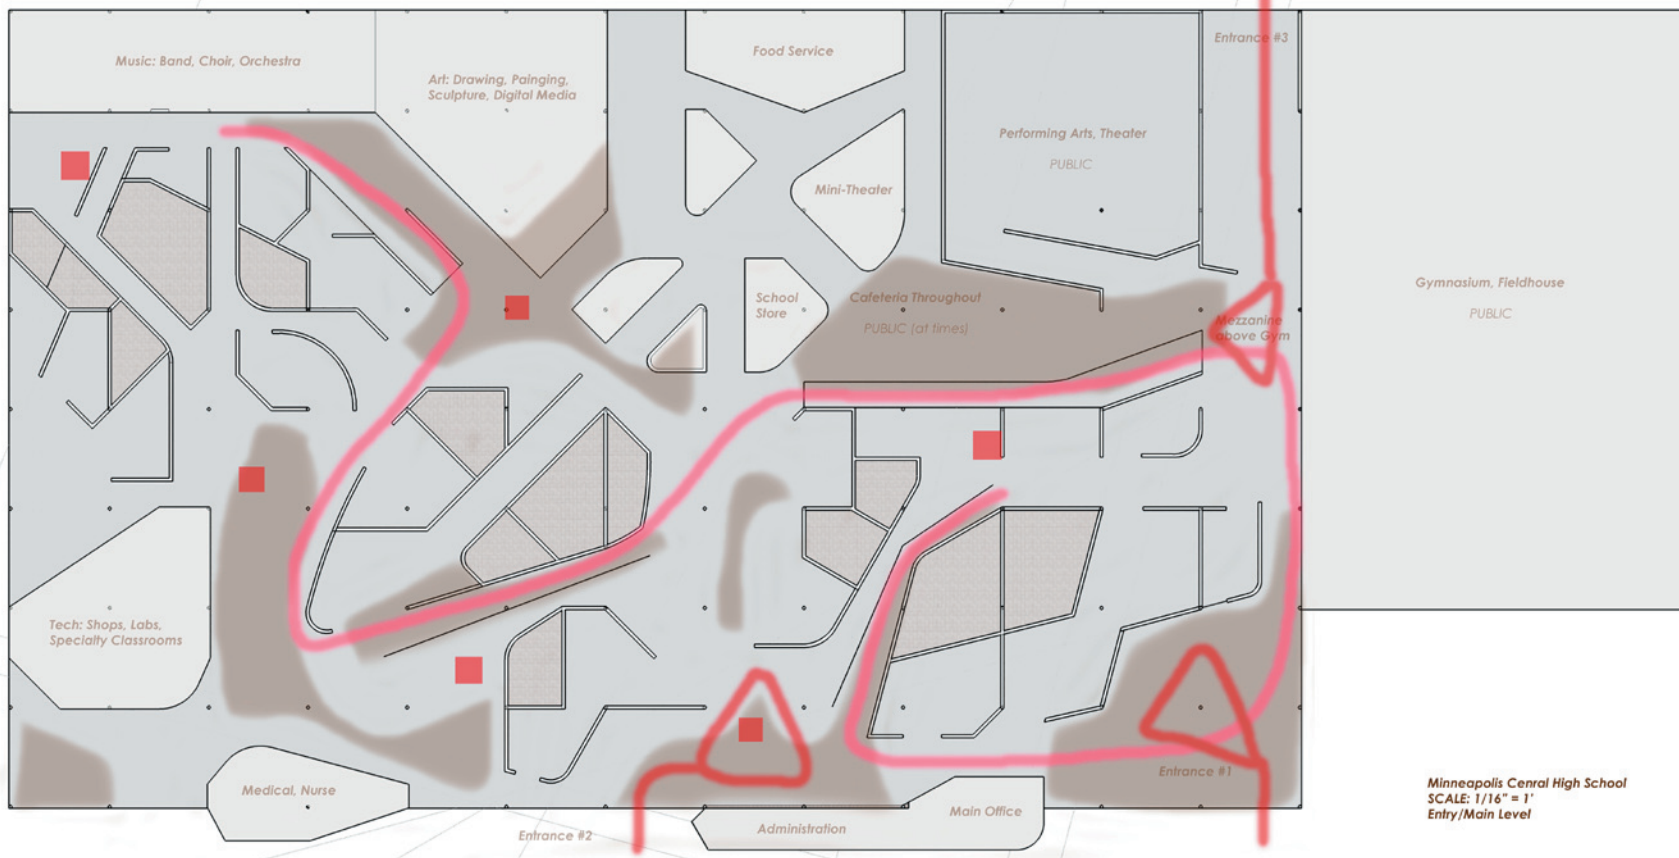 Entrance #3
Music: Band, Choir, Orchestra
Food Service
Art: Drawing, Painging,
Sculpture, Digital Media
Performing Arts, Theater
PUBLIC
Mini-Theater
School
Store
Cafeteria Throughout
PUBLIC (at times)
Mezzanine
above Gym
Gymnasium, Fieldhouse
PUBLIC
Tech: Shops, Labs,
Specialty Classrooms
Medical, Nurse
Entrance #1
Main Office
Administration
Entrance #2
Minneapolis Cenral High School
SCALE: 1/16" = 1'
Entry/Main Level